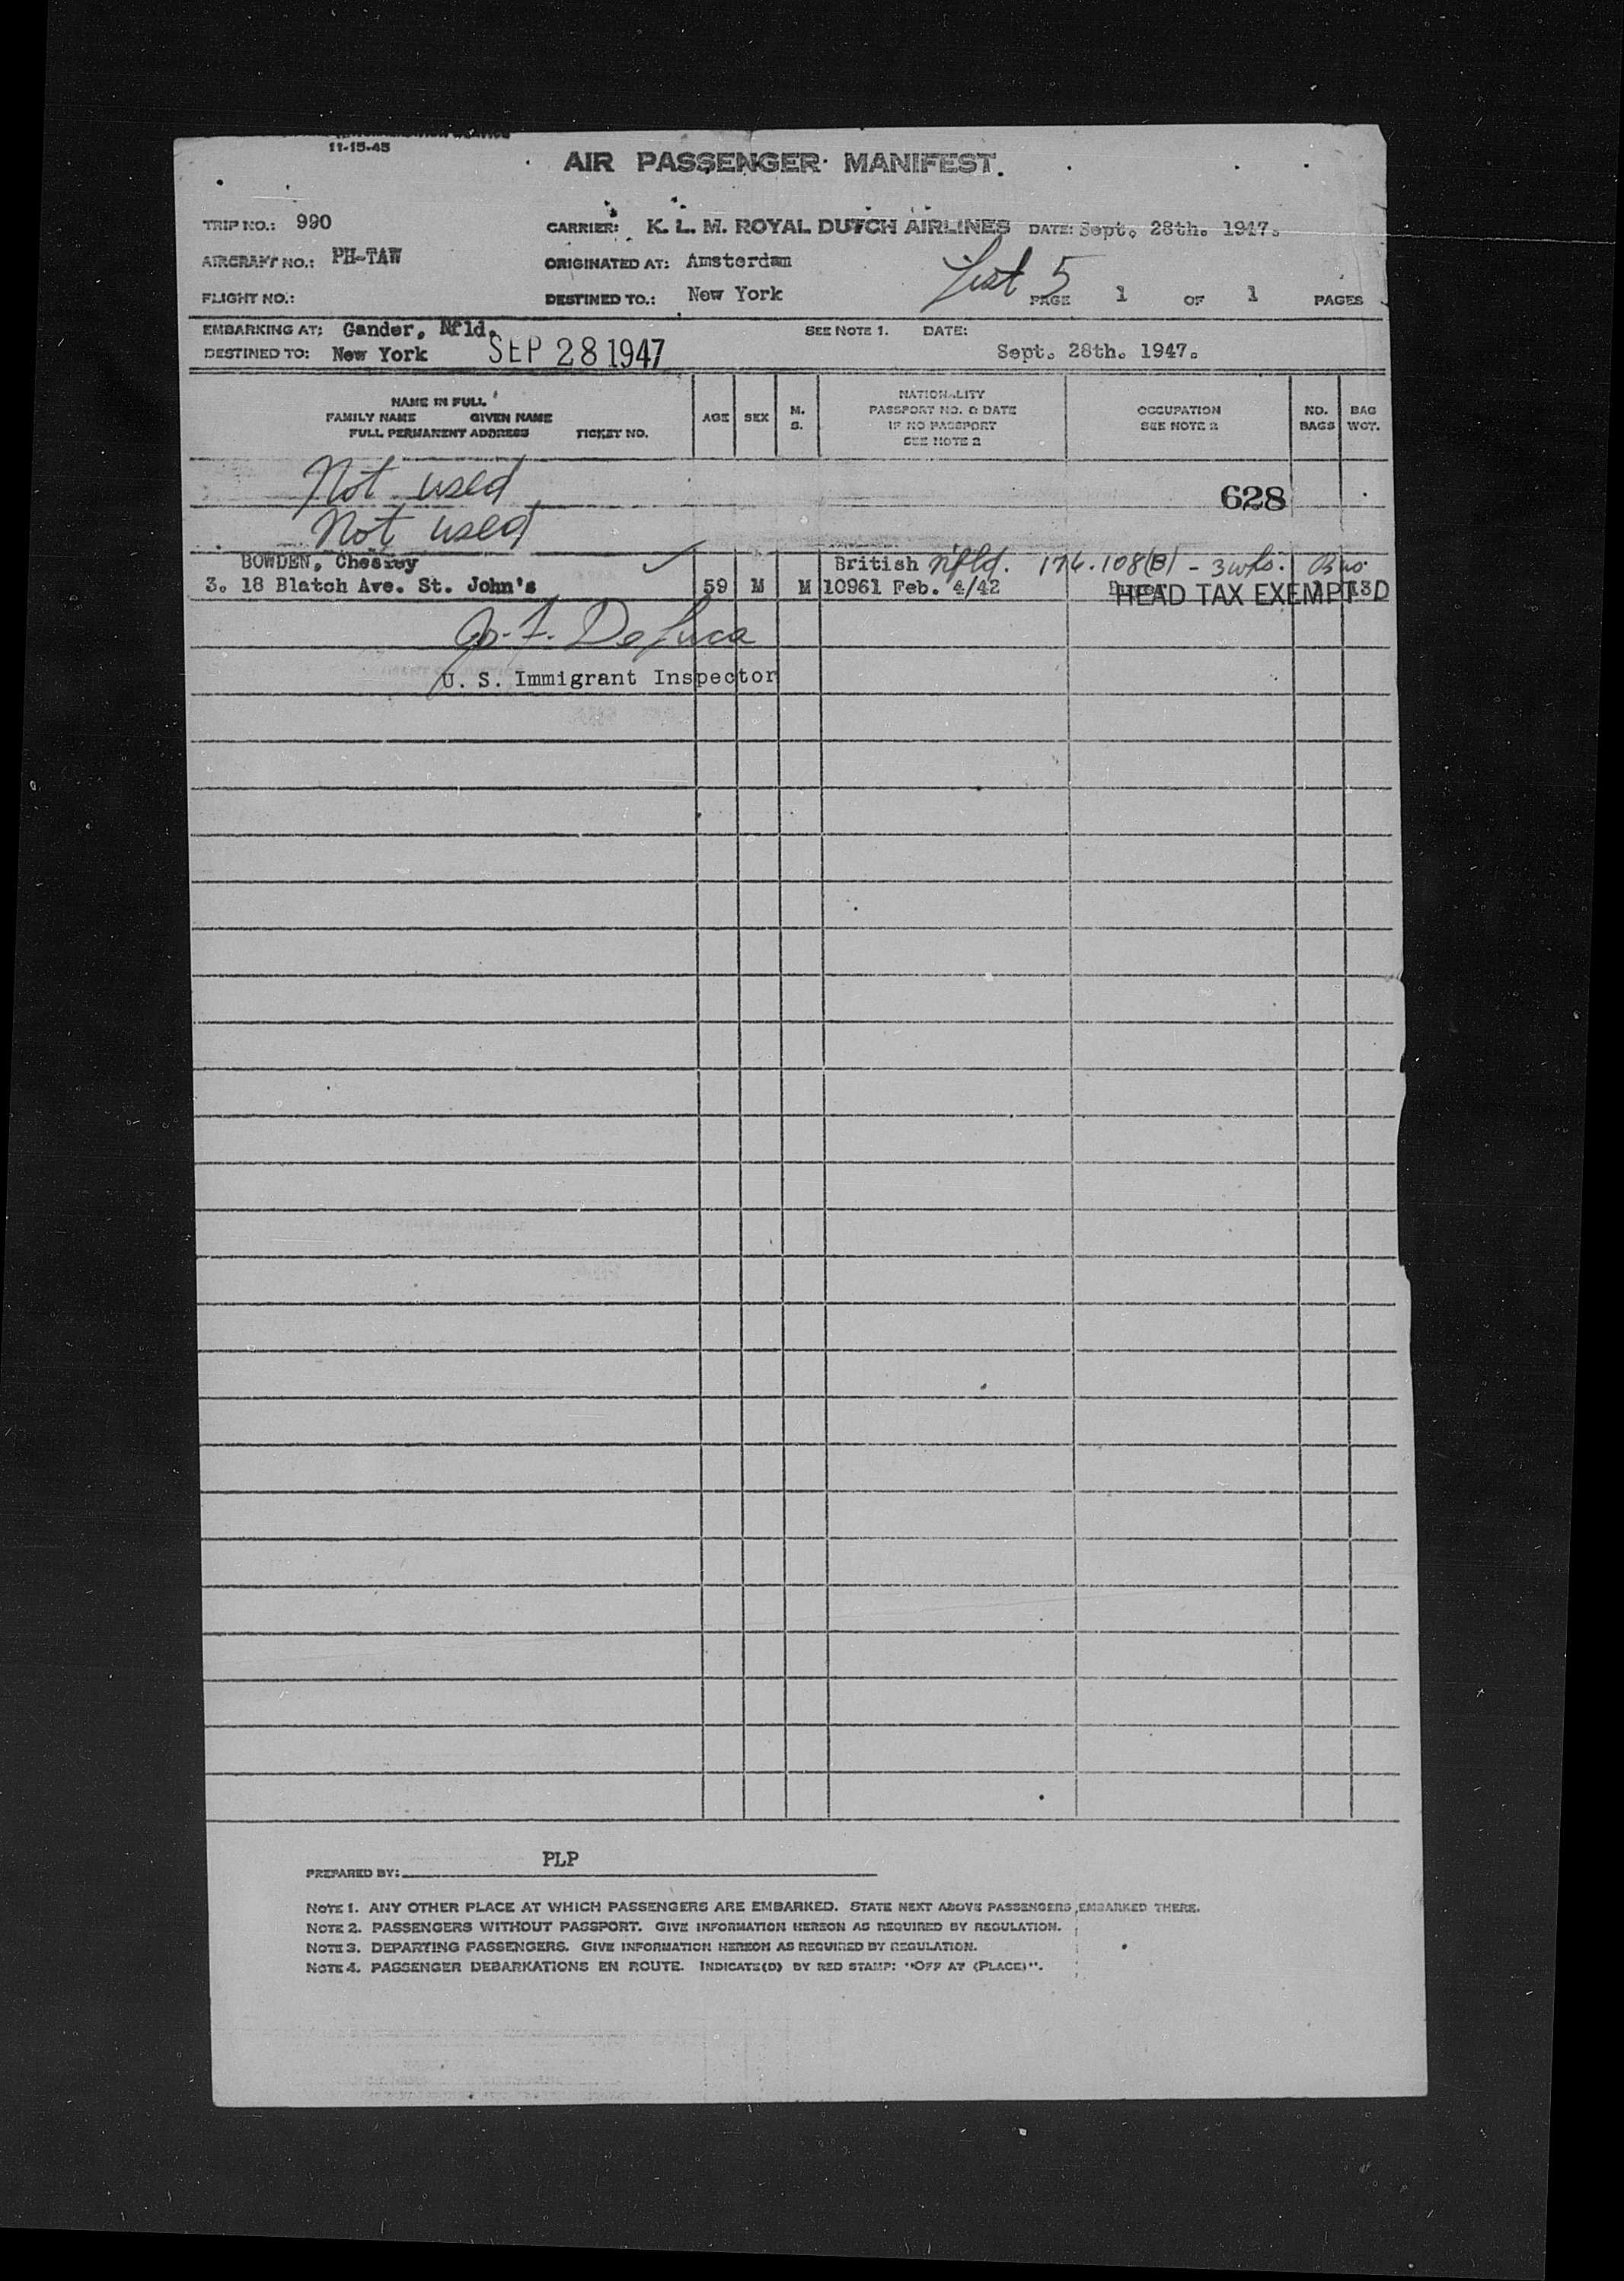 11-15-45
AIR PASSENGER MANIFEST.
TRIP NO.: 990 CARRIER: K. L. M. ROYAL DUTCH AIRLINES DATE: Sept. 28th. 1947.
AIRCRAFT NO.: PH-TAW ORIGINATED AT: Amsterdam List 5
FLIGHT NO.: DESTINED TO.: New York PAGE 1 OF 1 PAGES
EMBARKING AT: Gander, Nfld. SEE NOTE 1. DATE:
DESTINED TO: New York SEP 28 1947 Sept. 28th. 1947.
NAME IN FULL
FAMILY NAME GIVEN NAME
FULL PERMANENT ADDRESS TICKET NO.
AGE SEX M. S.
NATIONALITY
PASSPORT NO. & DATE
IF NO PASSPORT
SEE NOTE 2
OCCUPATION
SEE NOTE 2
NO. BAGS
BAG WGT.
Not used
628
Not used
BOWDEN, British Nfld. 176.108(B) - 3 wks.
3. 18 Blatch Ave. St. John's 59 M M 10961 Feb. 4/42 HEAD TAX EXEMPT D
Jo. F. De Luca
U. S. Immigrant Inspector
PREPARED BY: PLP
NOTE 1. ANY OTHER PLACE AT WHICH PASSENGERS ARE EMBARKED. STATE NEXT ABOVE PASSENGERS EMBARKED THERE.
NOTE 2. PASSENGERS WITHOUT PASSPORT. GIVE INFORMATION HEREON AS REQUIRED BY REGULATION.
NOTE 3. DEPARTING PASSENGERS. GIVE INFORMATION HEREON AS REQUIRED BY REGULATION.
NOTE 4. PASSENGER DEBARKATIONS EN ROUTE. INDICATE(D) BY RED STAMP: "OFF AT (PLACE)".